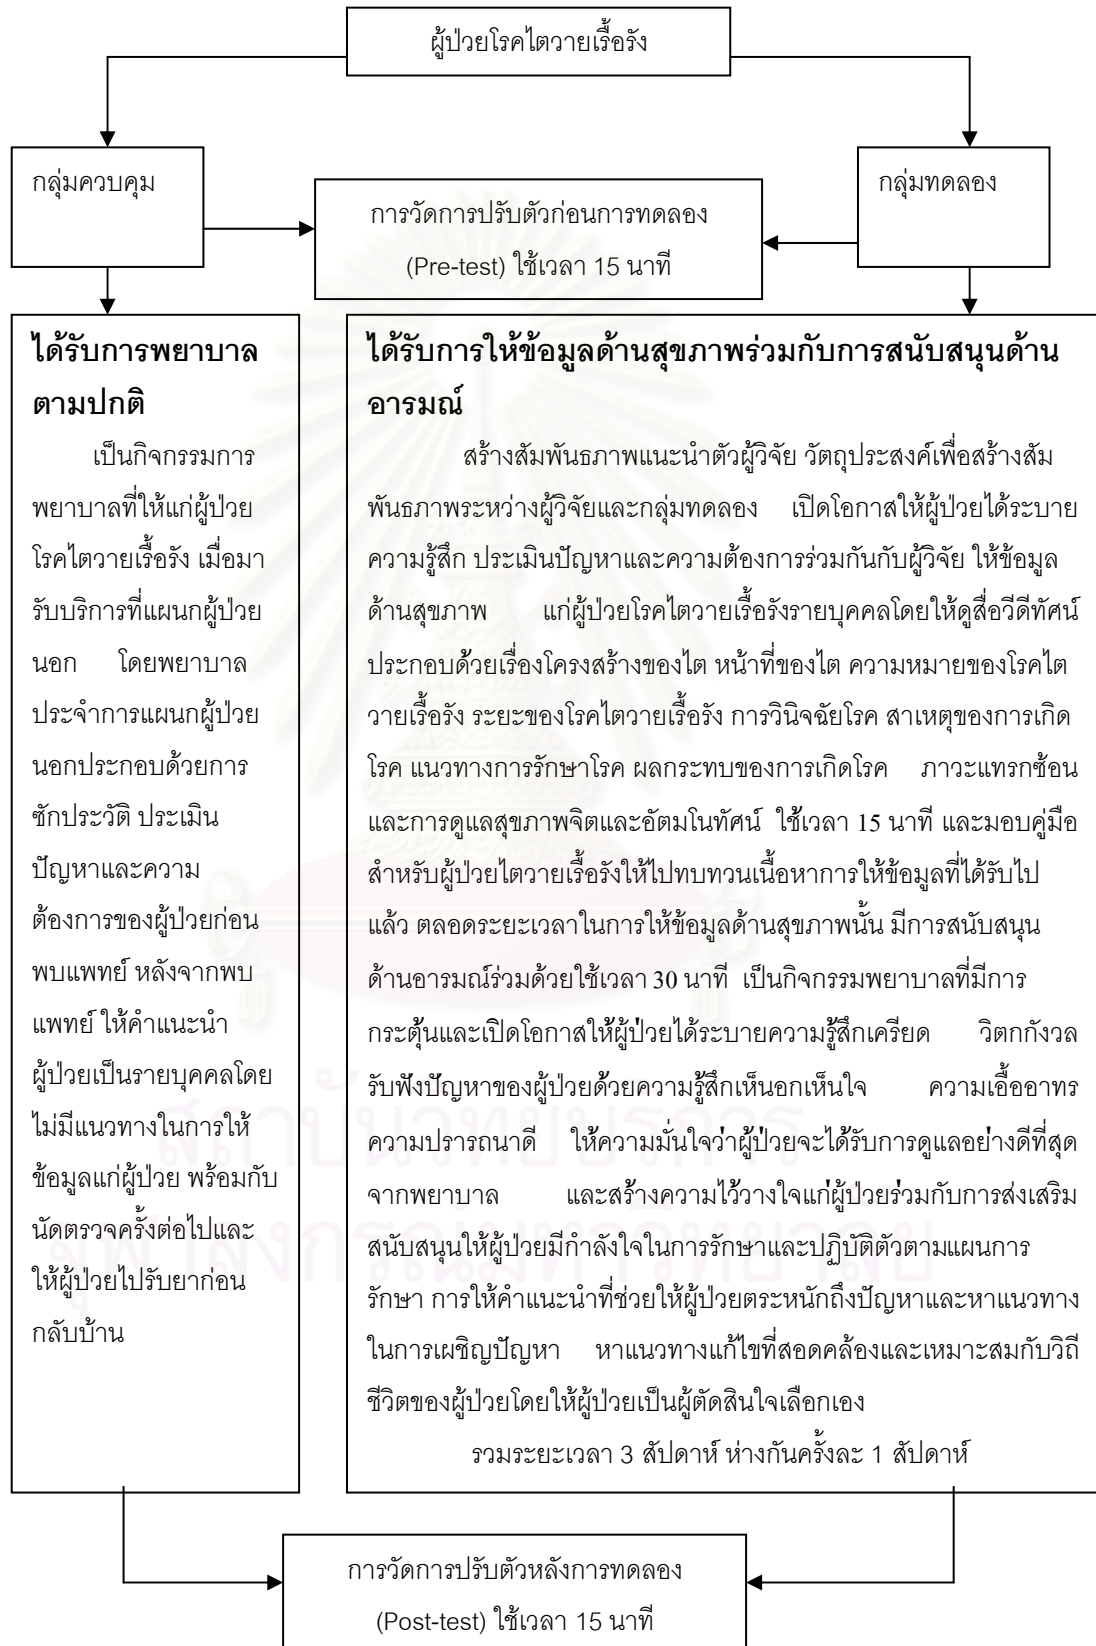 ผู้ป่วยโรคไตวายเรื้อรัง
กลุ่มควบคุม
กลุ่มทดลอง
การวัดการปรับตัวก่อนการทดลอง
(Pre-test) ใช้เวลา 15 นาที
ได้รับการพยาบาล
ตามปกติ
เป็นกิจกรรมการ
พยาบาลที่ให้แก่ผู้ป่วย
โรคไตวายเรื้อรัง เมื่อมา
รับบริการที่แผนกผู้ป่วย
นอก โดยพยาบาล
ประจำการแผนกผู้ป่วย
นอกประกอบด้วยการ
ซักประวัติ ประเมิน
ปัญหาและความ
ต้องการของผู้ป่วยก่อน
พบแพทย์ หลังจากพบ
แพทย์ ให้คำแนะนำ
ผู้ป่วยเป็นรายบุคคลโดย
ไม่มีแนวทางในการให้
ข้อมูลแก่ผู้ป่วย พร้อมกับ
นัดตรวจครั้งต่อไปและ
ให้ผู้ป่วยไปรับยาก่อน
กลับบ้าน
ได้รับการให้ข้อมูลด้านสุขภาพร่วมกับการสนับสนุนด้าน
อารมณ์
สร้างสัมพันธภาพแนะนำตัวผู้วิจัย วัตถุประสงค์เพื่อสร้างสัม
พันธภาพระหว่างผู้วิจัยและกลุ่มทดลอง เปิดโอกาสให้ผู้ป่วยได้ระบาย
ความรู้สึก ประเมินปัญหาและความต้องการร่วมกันกับผู้วิจัย ให้ข้อมูล
ด้านสุขภาพ แก่ผู้ป่วยโรคไตวายเรื้อรังรายบุคคลโดยให้ดูสื่อวีดีทัศน์
ประกอบด้วยเรื่องโครงสร้างของไต หน้าที่ของไต ความหมายของโรคไต
วายเรื้อรัง ระยะของโรคไตวายเรื้อรัง การวินิจฉัยโรค สาเหตุของการเกิด
โรค แนวทางการรักษาโรค ผลกระทบของการเกิดโรค ภาวะแทรกซ้อน
และการดูแลสุขภาพจิตและอัตมโนทัศน์ ใช้เวลา 15 นาที และมอบคู่มือ
สำหรับผู้ป่วยไตวายเรื้อรังให้ไปทบทวนเนื้อหาการให้ข้อมูลที่ได้รับไป
แล้ว ตลอดระยะเวลาในการให้ข้อมูลด้านสุขภาพนั้น มีการสนับสนุน
ด้านอารมณ์ร่วมด้วยใช้เวลา 30 นาที เป็นกิจกรรมพยาบาลที่มีการ
กระตุ้นและเปิดโอกาสให้ผู้ป่วยได้ระบายความรู้สึกเครียด วิตกกังวล
รับฟังปัญหาของผู้ป่วยด้วยความรู้สึกเห็นอกเห็นใจ ความเอื้ออาทร
ความปรารถนาดี ให้ความมั่นใจว่าผู้ป่วยจะได้รับการดูแลอย่างดีที่สุด
จากพยาบาล และสร้างความไว้วางใจแก่ผู้ป่วยร่วมกับการส่งเสริม
สนับสนุนให้ผู้ป่วยมีกำลังใจในการรักษาและปฏิบัติตัวตามแผนการ
รักษา การให้คำแนะนำที่ช่วยให้ผู้ป่วยตระหนักถึงปัญหาและหาแนวทาง
ในการเผชิญปัญหา หาแนวทางแก้ไขที่สอดคล้องและเหมาะสมกับวิถี
ชีวิตของผู้ป่วยโดยให้ผู้ป่วยเป็นผู้ตัดสินใจเลือกเอง
รวมระยะเวลา 3 สัปดาห์ ห่างกันครั้งละ 1 สัปดาห์
การวัดการปรับตัวหลังการทดลอง
(Post-test) ใช้เวลา 15 นาที
สถาบันวิทยบริการ
จุฬาลงกรณ์มหาวิทยาลัย